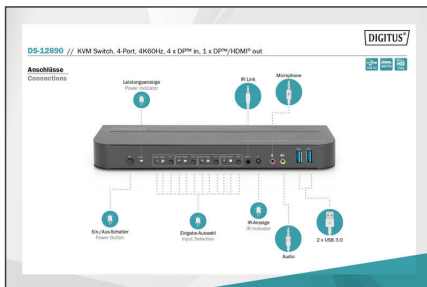 DIGITUS®
DS-12890 // KVM Switch, 4-Port, 4K60Hz, 4 x DP™ in, 1 x DP™/HDMI® out
Anschlüsse
Connections
Leistungsanzeige
Power Indicator
IR Link
Microphone
Ein-/Aus-Schalter
Power Button
Eingabe-Auswahl
Input Selection
IR-Anzeige
IR Indicator
Audio
2 x USB 3.0